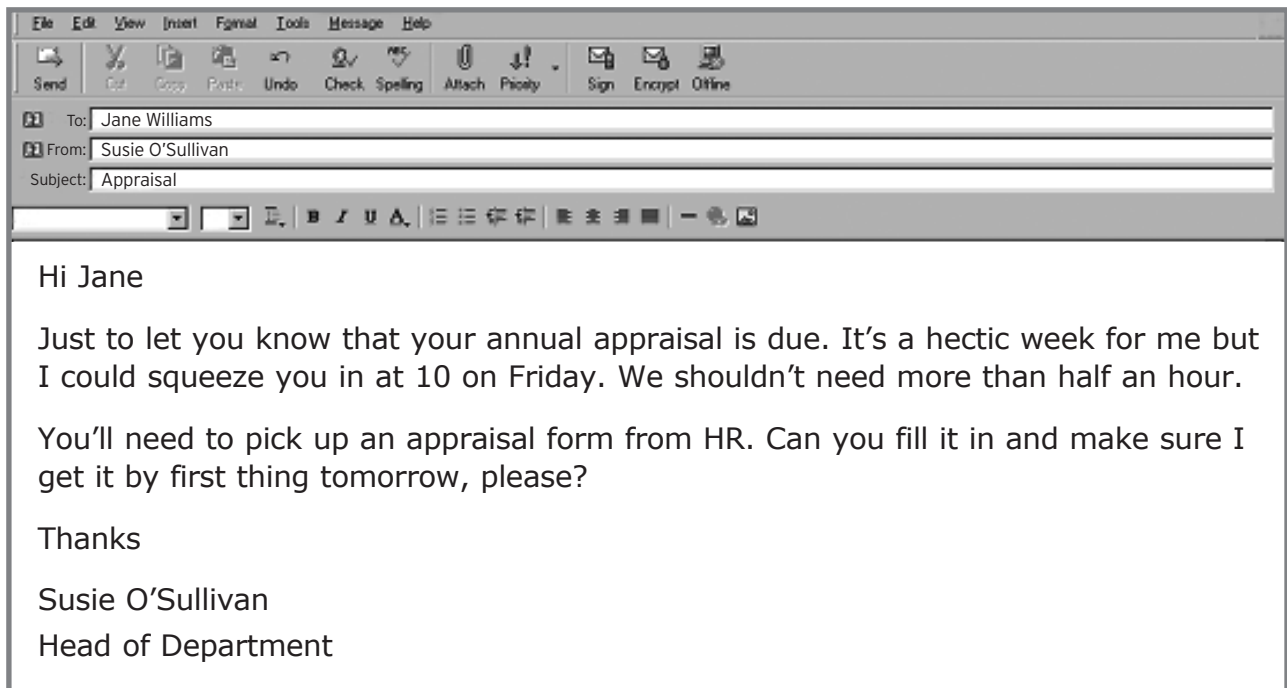 File Edit View Insert Format Tools Message Help
Send Cut Copy Paste Undo Check Spelling Attach Priority Sign Encrypt Offline
To: Jane Williams
From: Susie O’Sullivan
Subject: Appraisal
Hi Jane
Just to let you know that your annual appraisal is due. It’s a hectic week for me but
I could squeeze you in at 10 on Friday. We shouldn’t need more than half an hour.
You’ll need to pick up an appraisal form from HR. Can you fill it in and make sure I
get it by first thing tomorrow, please?
Thanks
Susie O’Sullivan
Head of Department